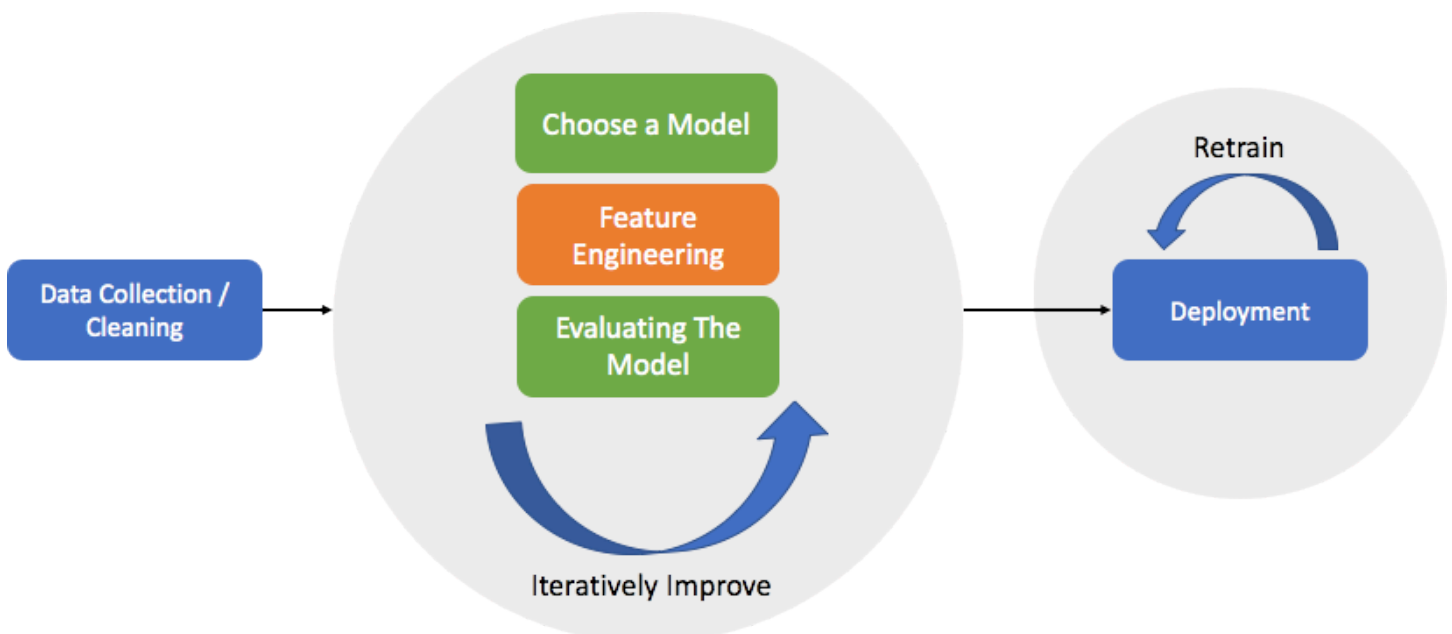 Data Collection /
Cleaning
Choose a Model
Feature
Engineering
Evaluating The
Model
Iteratively Improve
Retrain
Deployment